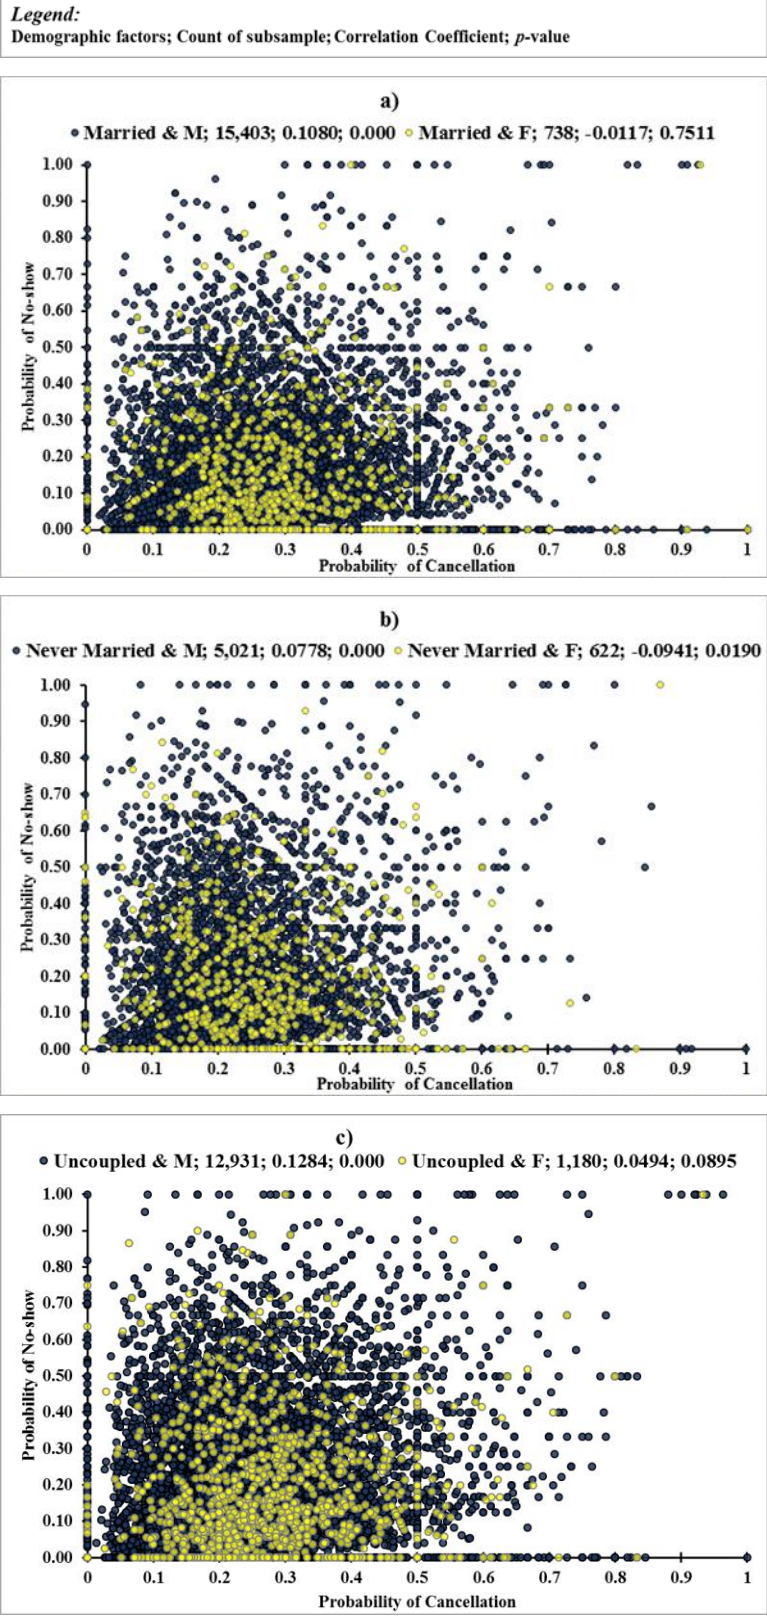 Legend:
Demographic factors; Count of subsample; Correlation Coefficient; p-value
a)
Married & M; 15,403; 0.1080; 0.000 Married & F; 738; -0.0117; 0.7511
Probability of No-show
1.00
0.90
0.80
0.70
0.60
0.50
0.40
0.30
0.20
0.10
0.00
0 0.1 0.2 0.3 0.4 0.5 0.6 0.7 0.8 0.9 1
Probability of Cancellation
b)
Never Married & M; 5,021; 0.0778; 0.000 Never Married & F; 622; -0.0941; 0.0190
Probability of No-show
1.00
0.90
0.80
0.70
0.60
0.50
0.40
0.30
0.20
0.10
0.00
0 0.1 0.2 0.3 0.4 0.5 0.6 0.7 0.8 0.9 1
Probability of Cancellation
c)
Uncoupled & M; 12,931; 0.1284; 0.000 Uncoupled & F; 1,180; 0.0494; 0.0895
Probability of No-show
1.00
0.90
0.80
0.70
0.60
0.50
0.40
0.30
0.20
0.10
0.00
0 0.1 0.2 0.3 0.4 0.5 0.6 0.7 0.8 0.9 1
Probability of Cancellation